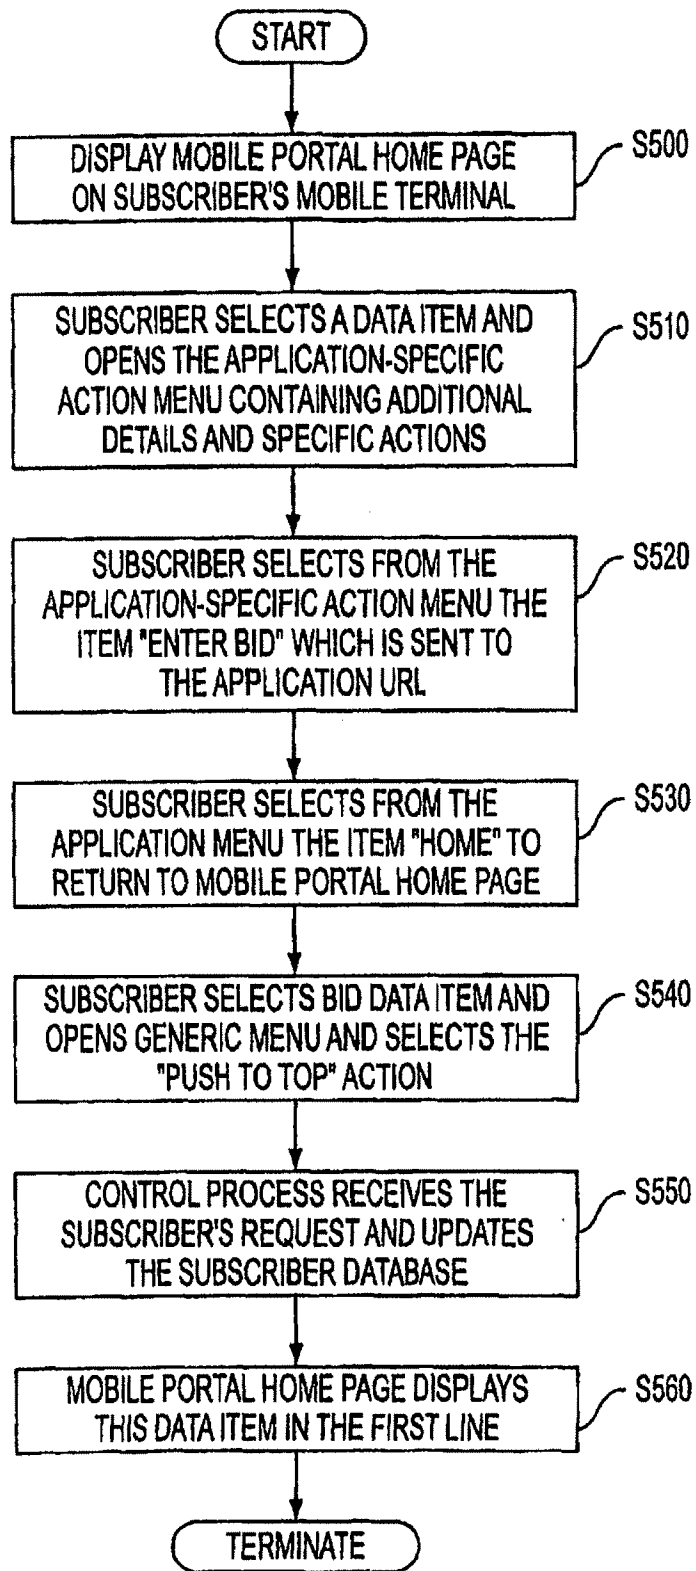 START
DISPLAY MOBILE PORTAL HOME PAGE
ON SUBSCRIBER'S MOBILE TERMINAL
S500
SUBSCRIBER SELECTS A DATA ITEM AND
OPENS THE APPLICATION-SPECIFIC
ACTION MENU CONTAINING ADDITIONAL
DETAILS AND SPECIFIC ACTIONS
S510
SUBSCRIBER SELECTS FROM THE
APPLICATION-SPECIFIC ACTION MENU THE
ITEM "ENTER BID" WHICH IS SENT TO
THE APPLICATION URL
S520
SUBSCRIBER SELECTS FROM THE
APPLICATION MENU THE ITEM "HOME" TO
RETURN TO MOBILE PORTAL HOME PAGE
S530
SUBSCRIBER SELECTS BID DATA ITEM AND
OPENS GENERIC MENU AND SELECTS THE
"PUSH TO TOP" ACTION
S540
CONTROL PROCESS RECEIVES THE
SUBSCRIBER'S REQUEST AND UPDATES
THE SUBSCRIBER DATABASE
S550
MOBILE PORTAL HOME PAGE DISPLAYS
THIS DATA ITEM IN THE FIRST LINE
S560
TERMINATE